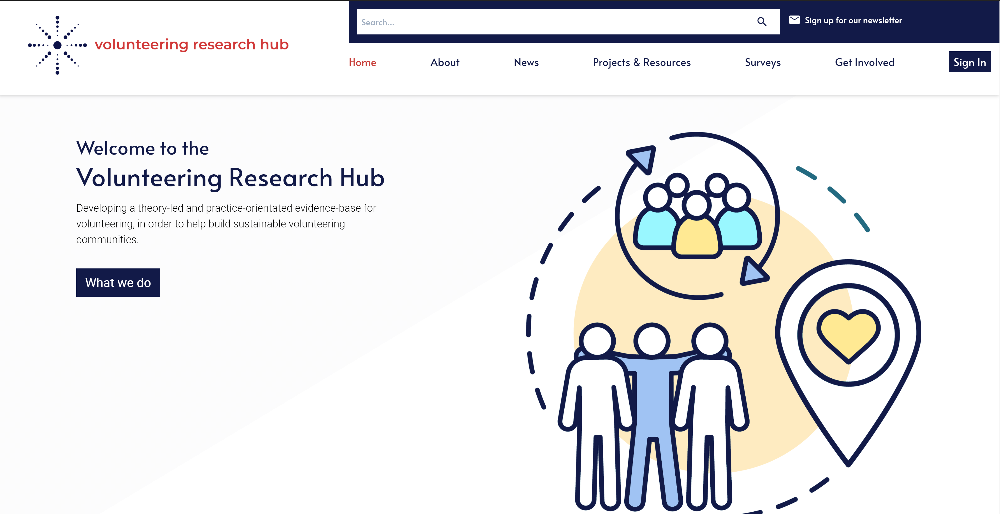 volunteering research hub
Search...
Sign up for our newsletter
Home About News Projects & Resources Surveys Get Involved Sign In
Welcome to the
Volunteering Research Hub
Developing a theory-led and practice-orientated evidence-base for
volunteering, in order to help build sustainable volunteering
communities.
What we do